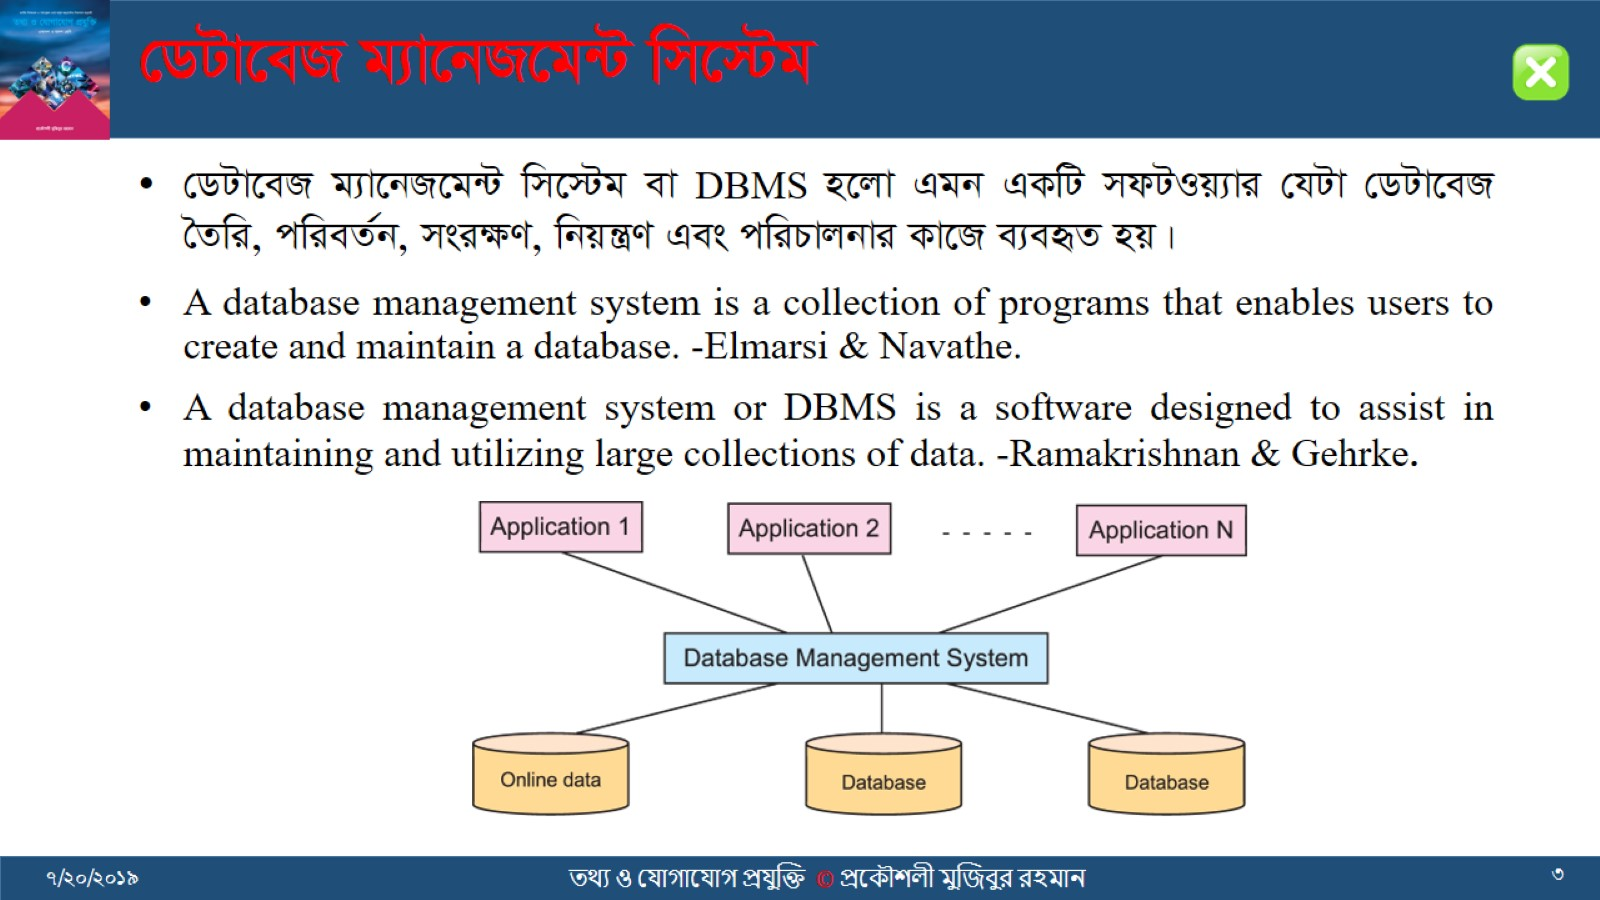 তথ্য ও যোগাযোগ প্রযুক্তি
ডেটাবেজ ম্যানেজমেন্ট সিস্টেম
• ডেটাবেজ ম্যানেজমেন্ট সিস্টেম বা DBMS হলো এমন একটি সফটওয়্যার যেটা ডেটাবেজ
তৈরি, পরিবর্তন, সংরক্ষণ, নিয়ন্ত্রণ এবং পরিচালনার কাজে ব্যবহৃত হয়।
• A database management system is a collection of programs that enables users to
create and maintain a database. -Elmarsi & Navathe.
• A database management system or DBMS is a software designed to assist in
maintaining and utilizing large collections of data. -Ramakrishnan & Gehrke.
Application 1 Application 2 - - - - - Application N
Database Management System
Online data Database Database
৭/২০/২০১৯ তথ্য ও যোগাযোগ প্রযুক্তি © প্রকৌশলী মুজিবুর রহমান ৩